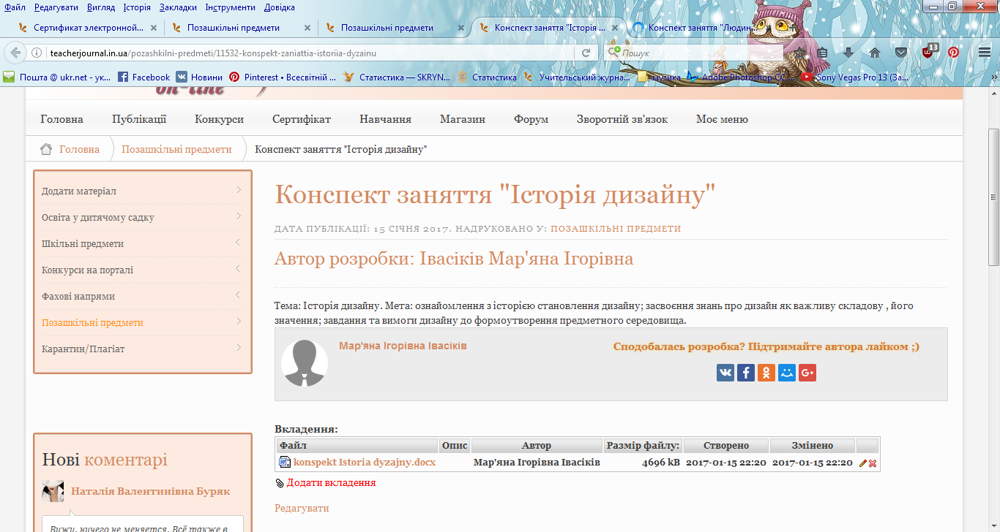 Файл Редагувати Вигляд Історія Закладки Інструменти Довідка
Сертификат электронной... Позашкільні предмети Позашкільні предмети Конспект заняття "Історія ... Конспект заняття "Людин...
teacherjournal.in.ua/pozashkilni-predmeti/11532-konspekt-zaniattia-istoriia-dyzainu Пошук 13
Пошта @ ukr.net - ук... Facebook Новини Pinterest • Всесвітній ... Статистика — SKRYN... Статистика Учительський журна... музика Adobe Photoshop CC ... Sony Vegas Pro 13 (За...
on-line
Головна Публікації Конкурси Сертифікат Навчання Магазин Форум Зворотній зв'язок Моє меню
Головна Позашкільні предмети Конспект заняття "Історія дизайну"
Додати матеріал
Освіта у дитячому садку
Шкільні предмети
Конкурси на порталі
Фахові напрями
Позашкільні предмети
Карантин/Плагіат
Конспект заняття "Історія дизайну"
ДАТА ПУБЛІКАЦІЇ: 15 СІЧНЯ 2017. НАДРУКОВАНО У: ПОЗАШКІЛЬНІ ПРЕДМЕТИ
Автор розробки: Івасіків Мар'яна Ігорівна
Тема: Історія дизайну. Мета: ознайомлення з історією становлення дизайну; засвоєння знань про дизайн як важливу складову , його
значення; завдання та вимоги дизайну до формоутворення предметного середовища.
Мар'яна Ігорівна Івасіків
Сподобалась розробка? Підтримайте автора лайком ;)
Вкладення:
Файл Опис Автор Размір файлу: Створено Змінено
konspekt Istoria dyzajny.docx Мар'яна Ігорівна Івасіків 4696 kB 2017-01-15 22:20 2017-01-15 22:20
Додати вкладення
Редагувати
Нові коментарі
Наталія Валентинівна Буряк
Вижу, ничего не меняется. Всё также в